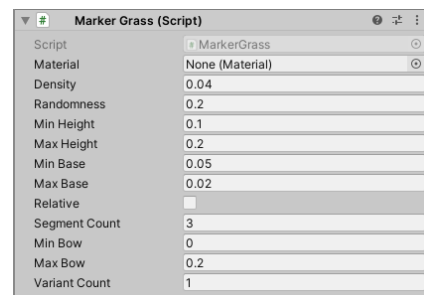 # Marker Grass (Script)
Script # MarkerGrass
Material None (Material)
Density 0.04
Randomness 0.2
Min Height 0.1
Max Height 0.2
Min Base 0.05
Max Base 0.02
Relative
Segment Count 3
Min Bow 0
Max Bow 0.2
Variant Count 1